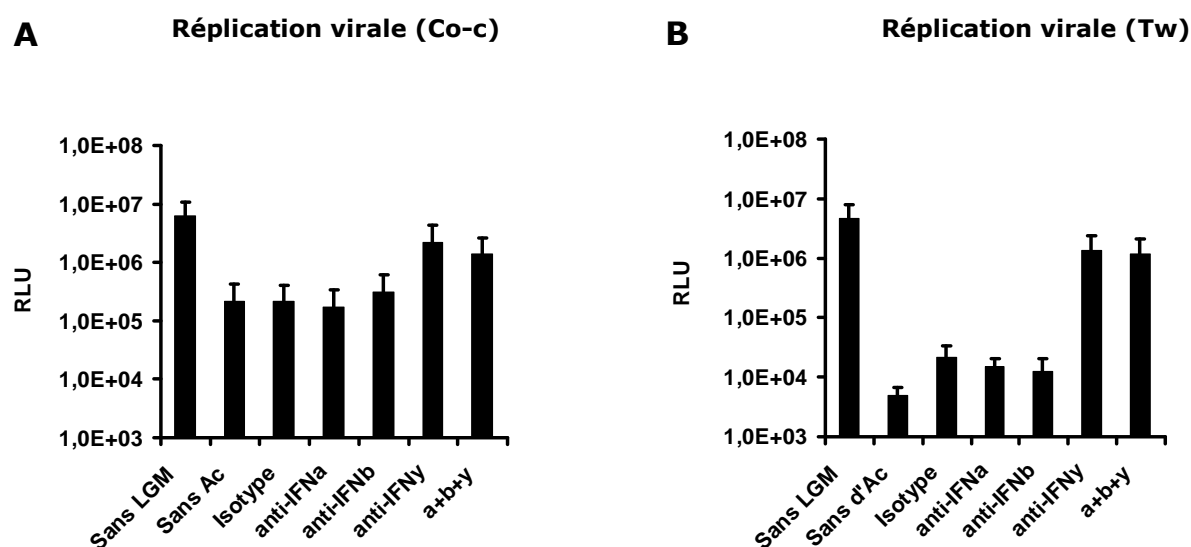 A
Réplication virale (Co-c)
RLU
1,0E+08
1,0E+07
1,0E+06
1,0E+05
1,0E+04
1,0E+03
Sans LGM
Sans Ac
Isotype
anti-IFNa
anti-IFNb
anti-IFNy
a+b+y
B
Réplication virale (Tw)
RLU
1,0E+08
1,0E+07
1,0E+06
1,0E+05
1,0E+04
1,0E+03
Sans LGM
Sans d'Ac
Isotype
anti-IFNa
anti-IFNb
anti-IFNy
a+b+y